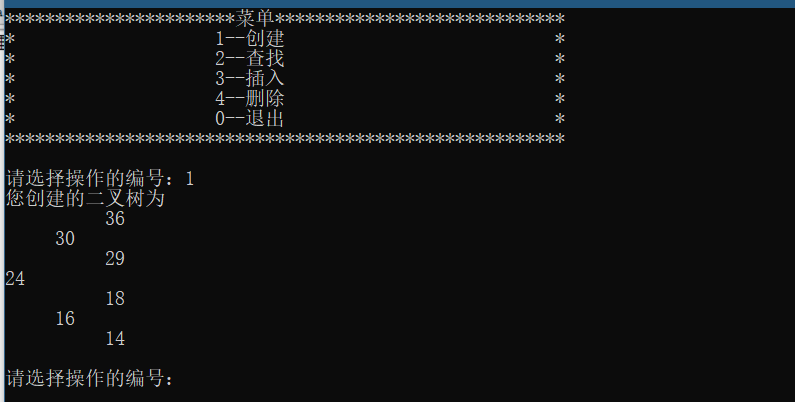 ***********************菜单*****************************
*                    1--创建                           *
*                    2--查找                           *
*                    3--插入                           *
*                    4--删除                           *
*                    0--退出                           *
********************************************************
请选择操作的编号：1
您创建的二叉树为
          36
     30
          29
24
          18
     16
          14
请选择操作的编号：